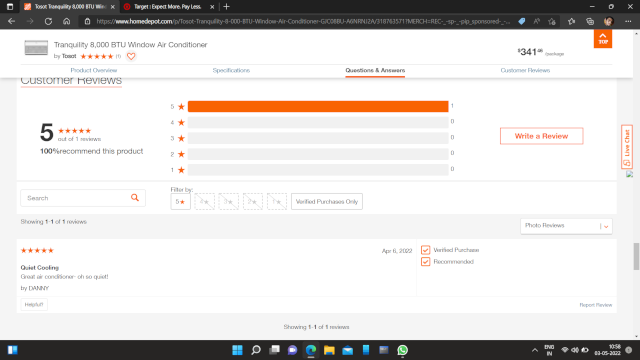 Tosot Tranquility 8,000 BTU Wind
Target : Expect More. Pay Less.
https://www.homedepot.com/p/Tosot-Tranquility-8-000-BTU-Window-Air-Conditioner-GJC08BU-A6NRNJ2A/318763571?MERCH=REC-_-sp-_-pip_sponsored-_-...
Tranquility 8,000 BTU Window Air Conditioner
by Tosot (1)
$341.46 /package
TOP
Product Overview Specifications Questions & Answers Customer Reviews
Customer Reviews
5
out of 1 reviews
100% recommend this product
5 1
4 0
3 0
2 0
1 0
Write a Review
Live Chat
Search
Filter by:
5 4 3 2 1 Verified Purchases Only
Showing 1-1 of 1 reviews
Photo Reviews
Apr 6, 2022
Verified Purchase
Recommended
Quiet Cooling
Great air conditioner- oh so quiet!
by DANNY
Helpful?
Report Review
Showing 1-1 of 1 reviews
ENG
IN
10:58
03-05-2022